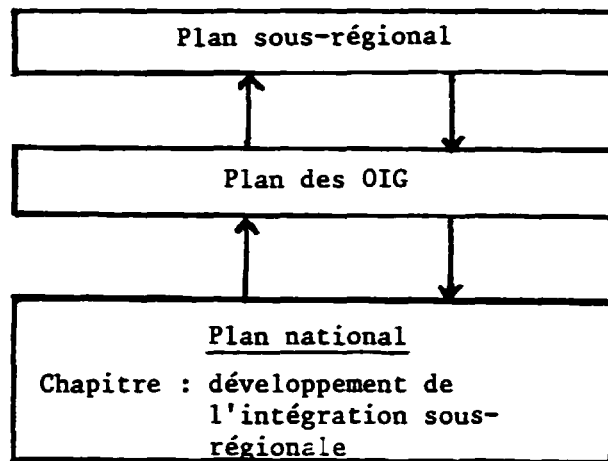 Plan sous-régional
Plan des OIG
Plan national
Chapitre : développement de
l'intégration sous-
régionale